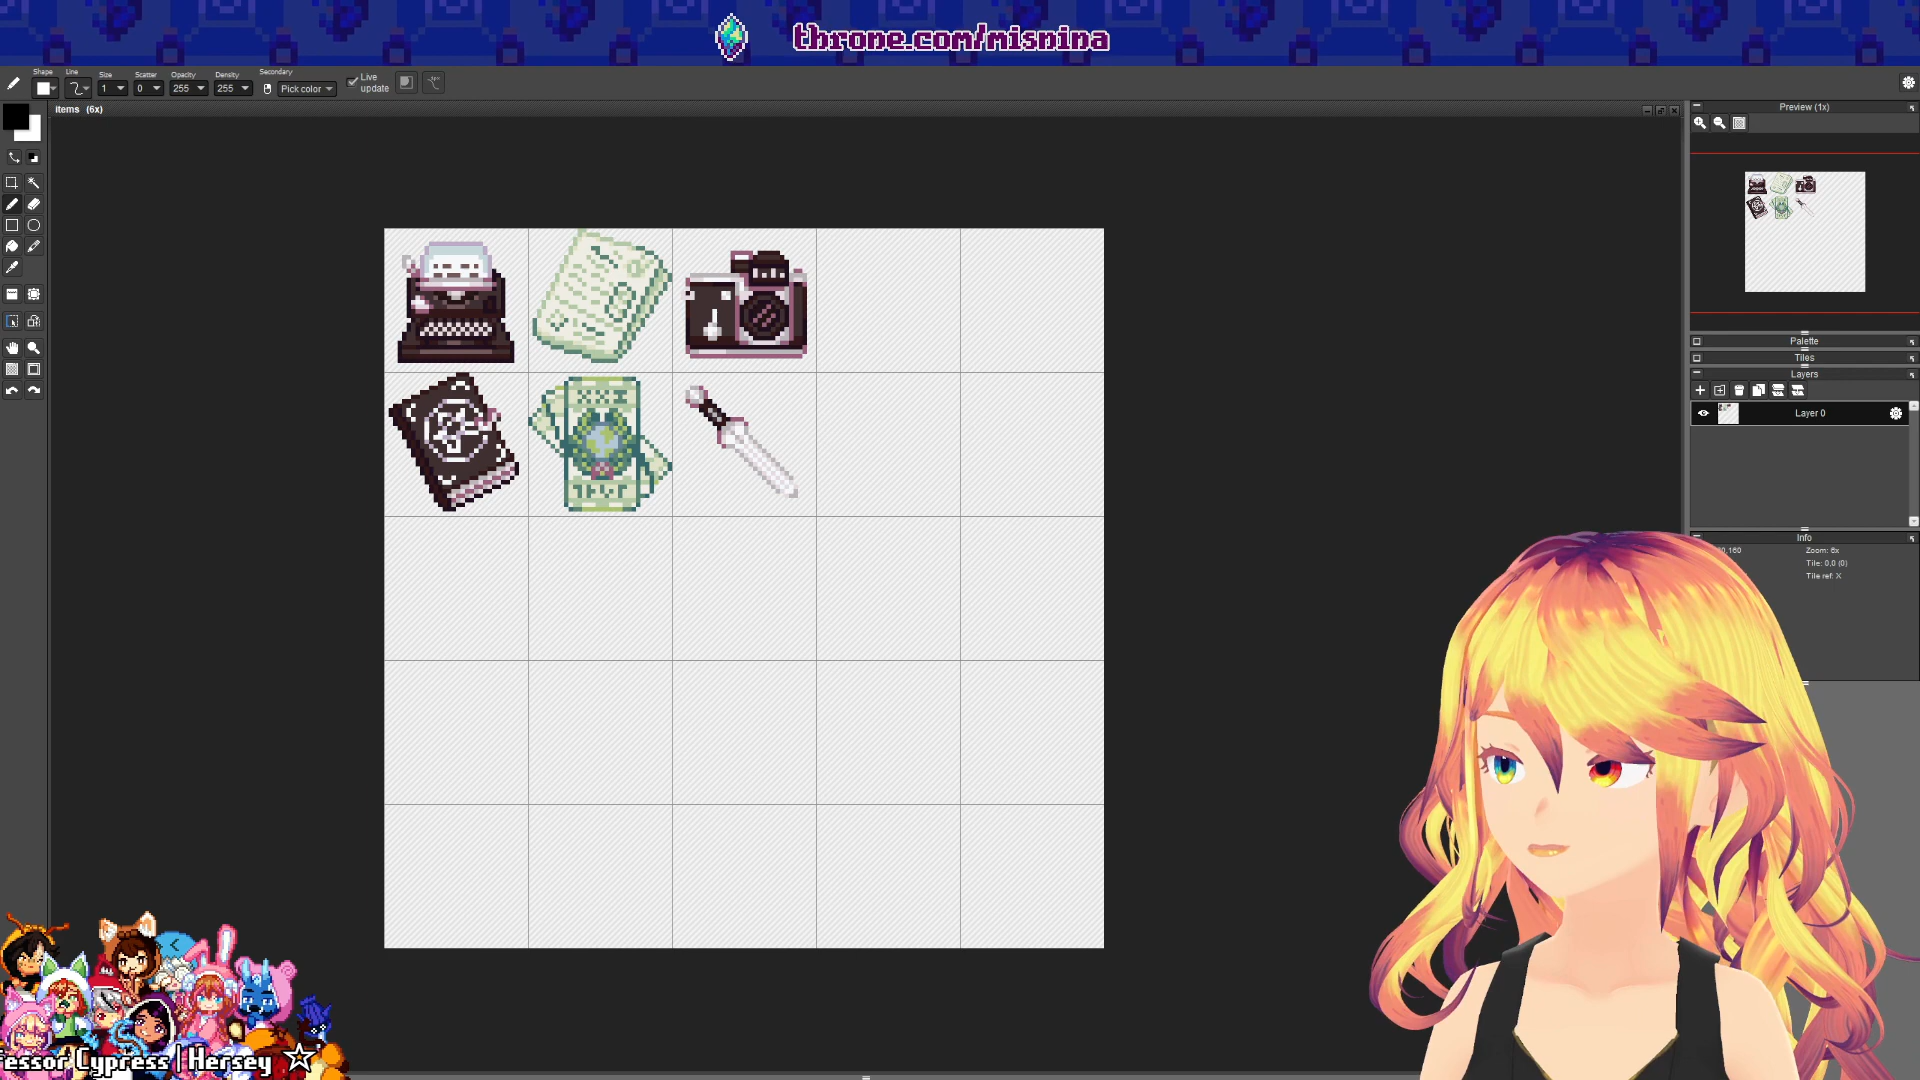 throne.com/misnina
Shape Line Size Scatter Opacity Density Secondary
1 0 255 255 Pick color Live update
items (6x)
Preview (1x)
Palette
Tiles
Layers
Layer 0
Info
,160 Zoom: 6x
Tile: 0,0 (0)
Tile ref: X
essor Cypress | Hersey ☆